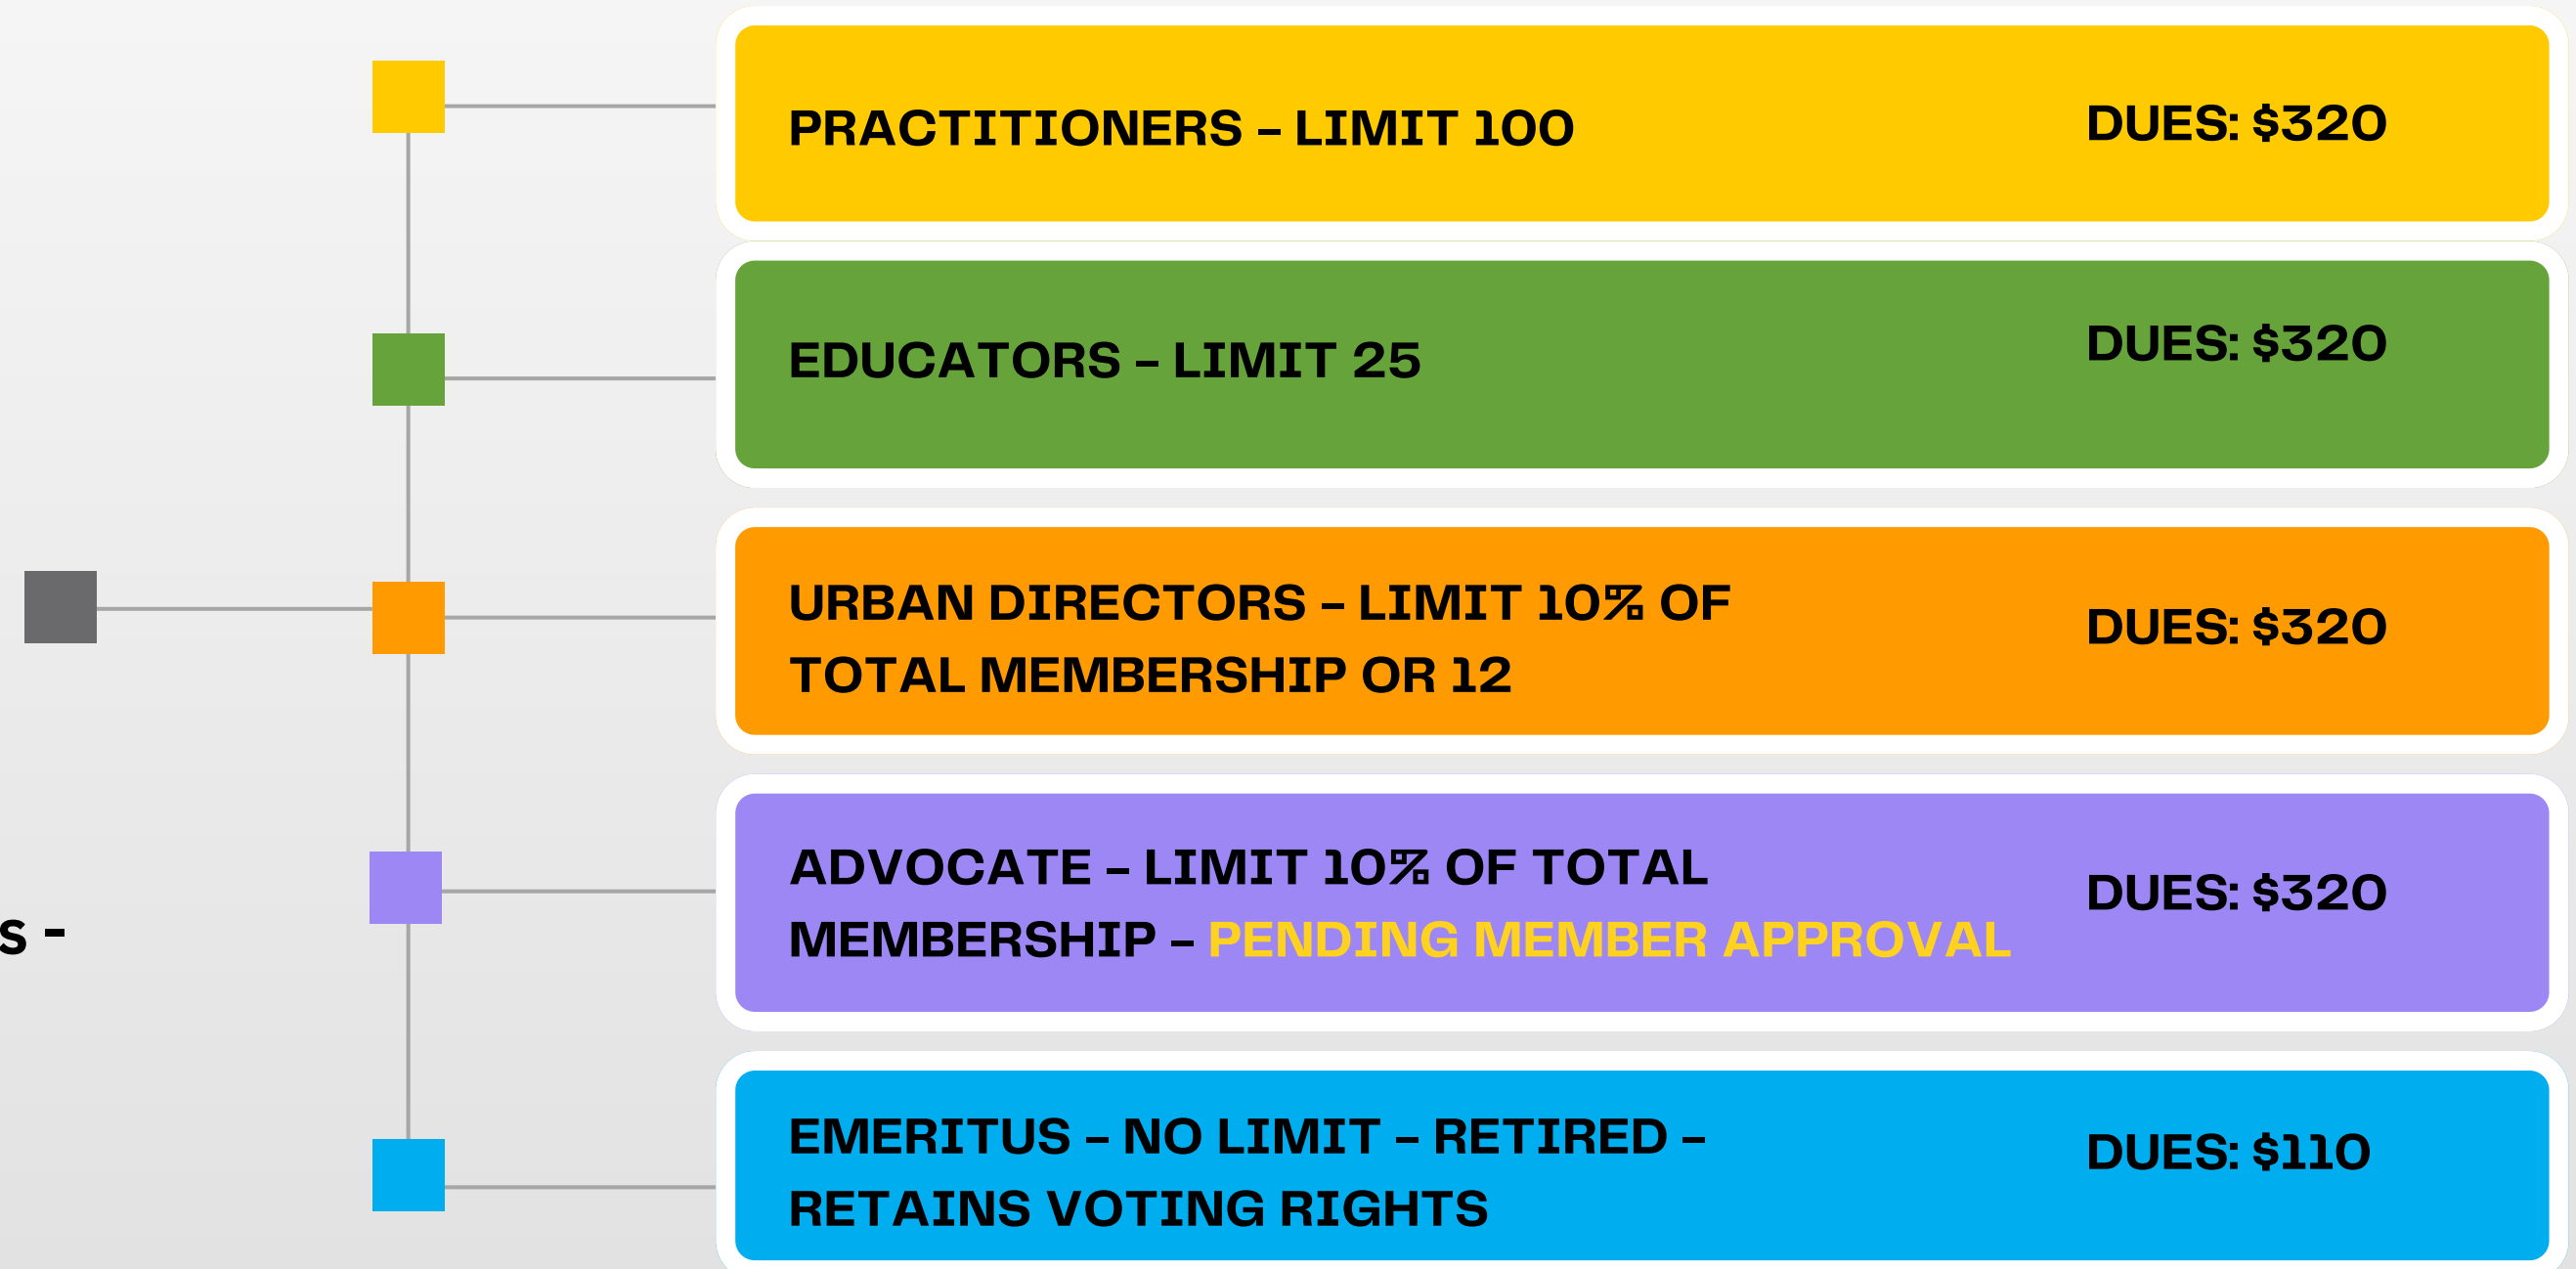 PRACTITIONERS – LIMIT 100
DUES: $320
EDUCATORS – LIMIT 25
DUES: $320
URBAN DIRECTORS – LIMIT 10% OF
TOTAL MEMBERSHIP OR 12
DUES: $320
ADVOCATE – LIMIT 10% OF TOTAL
MEMBERSHIP – PENDING MEMBER APPROVAL
DUES: $320
s -
EMERITUS – NO LIMIT – RETIRED –
RETAINS VOTING RIGHTS
DUES: $110